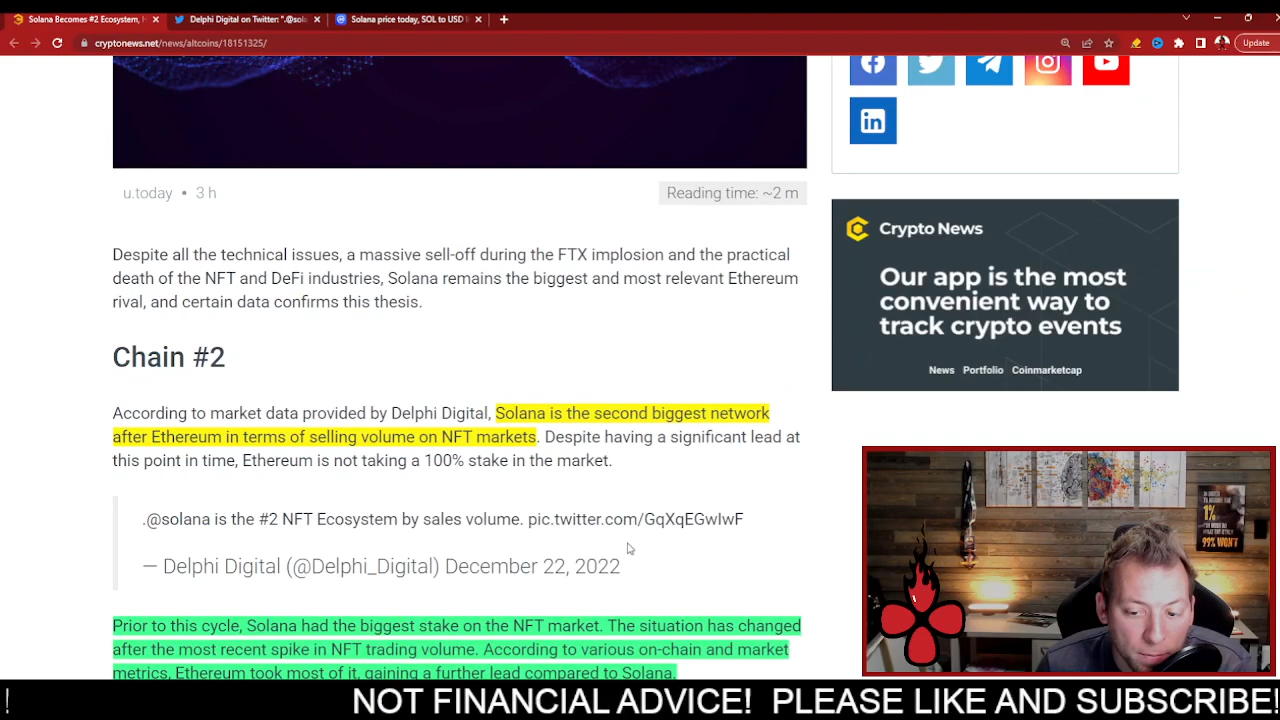 Solana Becomes #2 Ecosystem, H
Delphi Digital on Twitter: ".@sola
Solana price today, SOL to USD l
cryptonews.net/news/altcoins/18151325/
Update
u.today • 3 h
Reading time: ~2 m
Despite all the technical issues, a massive sell-off during the FTX implosion and the practical
death of the NFT and DeFi industries, Solana remains the biggest and most relevant Ethereum
rival, and certain data confirms this thesis.
Chain #2
According to market data provided by Delphi Digital, Solana is the second biggest network
after Ethereum in terms of selling volume on NFT markets. Despite having a significant lead at
this point in time, Ethereum is not taking a 100% stake in the market.
.@solana is the #2 NFT Ecosystem by sales volume. pic.twitter.com/GqXqEGwIwF
— Delphi Digital (@Delphi_Digital) December 22, 2022
Prior to this cycle, Solana had the biggest stake on the NFT market. The situation has changed
after the most recent spike in NFT trading volume. According to various on-chain and market
metrics, Ethereum took most of it, gaining a further lead compared to Solana.
in
Crypto News
Our app is the most
convenient way to
track crypto events
News Portfolio Coinmarketcap
1%
99% WON'T
! NOT FINANCIAL ADVICE! PLEASE LIKE AND SUBSCRIBE!